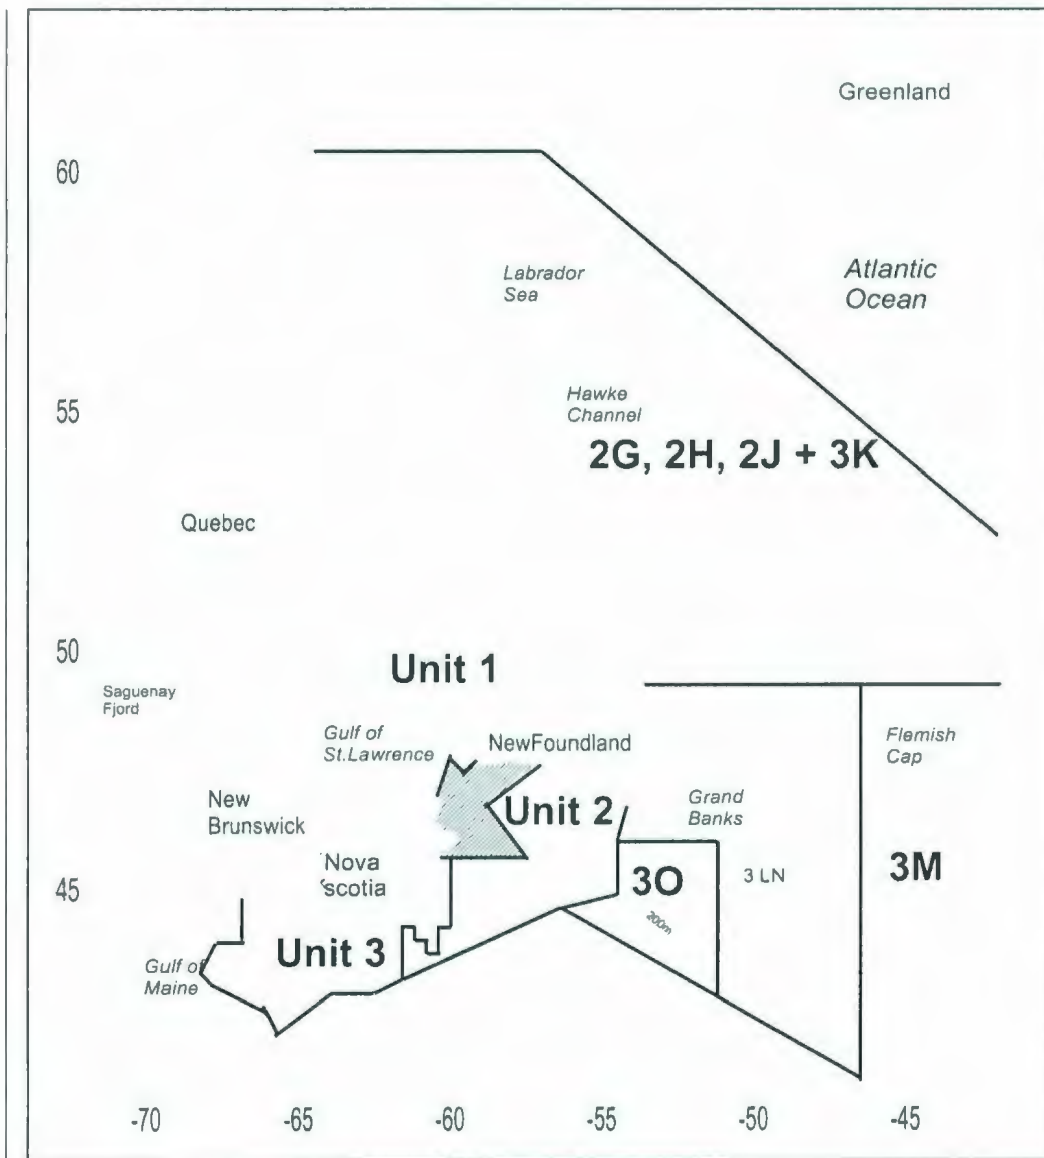 Greenland
60
Labrador
Sea
Atlantic
Ocean
55
Hawke
Channel
2G, 2H, 2J + 3K
Quebec
50
Unit 1
Saguenay
Fjord
Gulf of
St.Lawrence
NewFoundland
Flemish
Cap
New
Brunswick
Unit 2
Grand
Banks
Nova
scotia
45
3O
3 LN
3M
200m
Unit 3
Gulf of
Maine
-70
-65
-60
-55
-50
-45